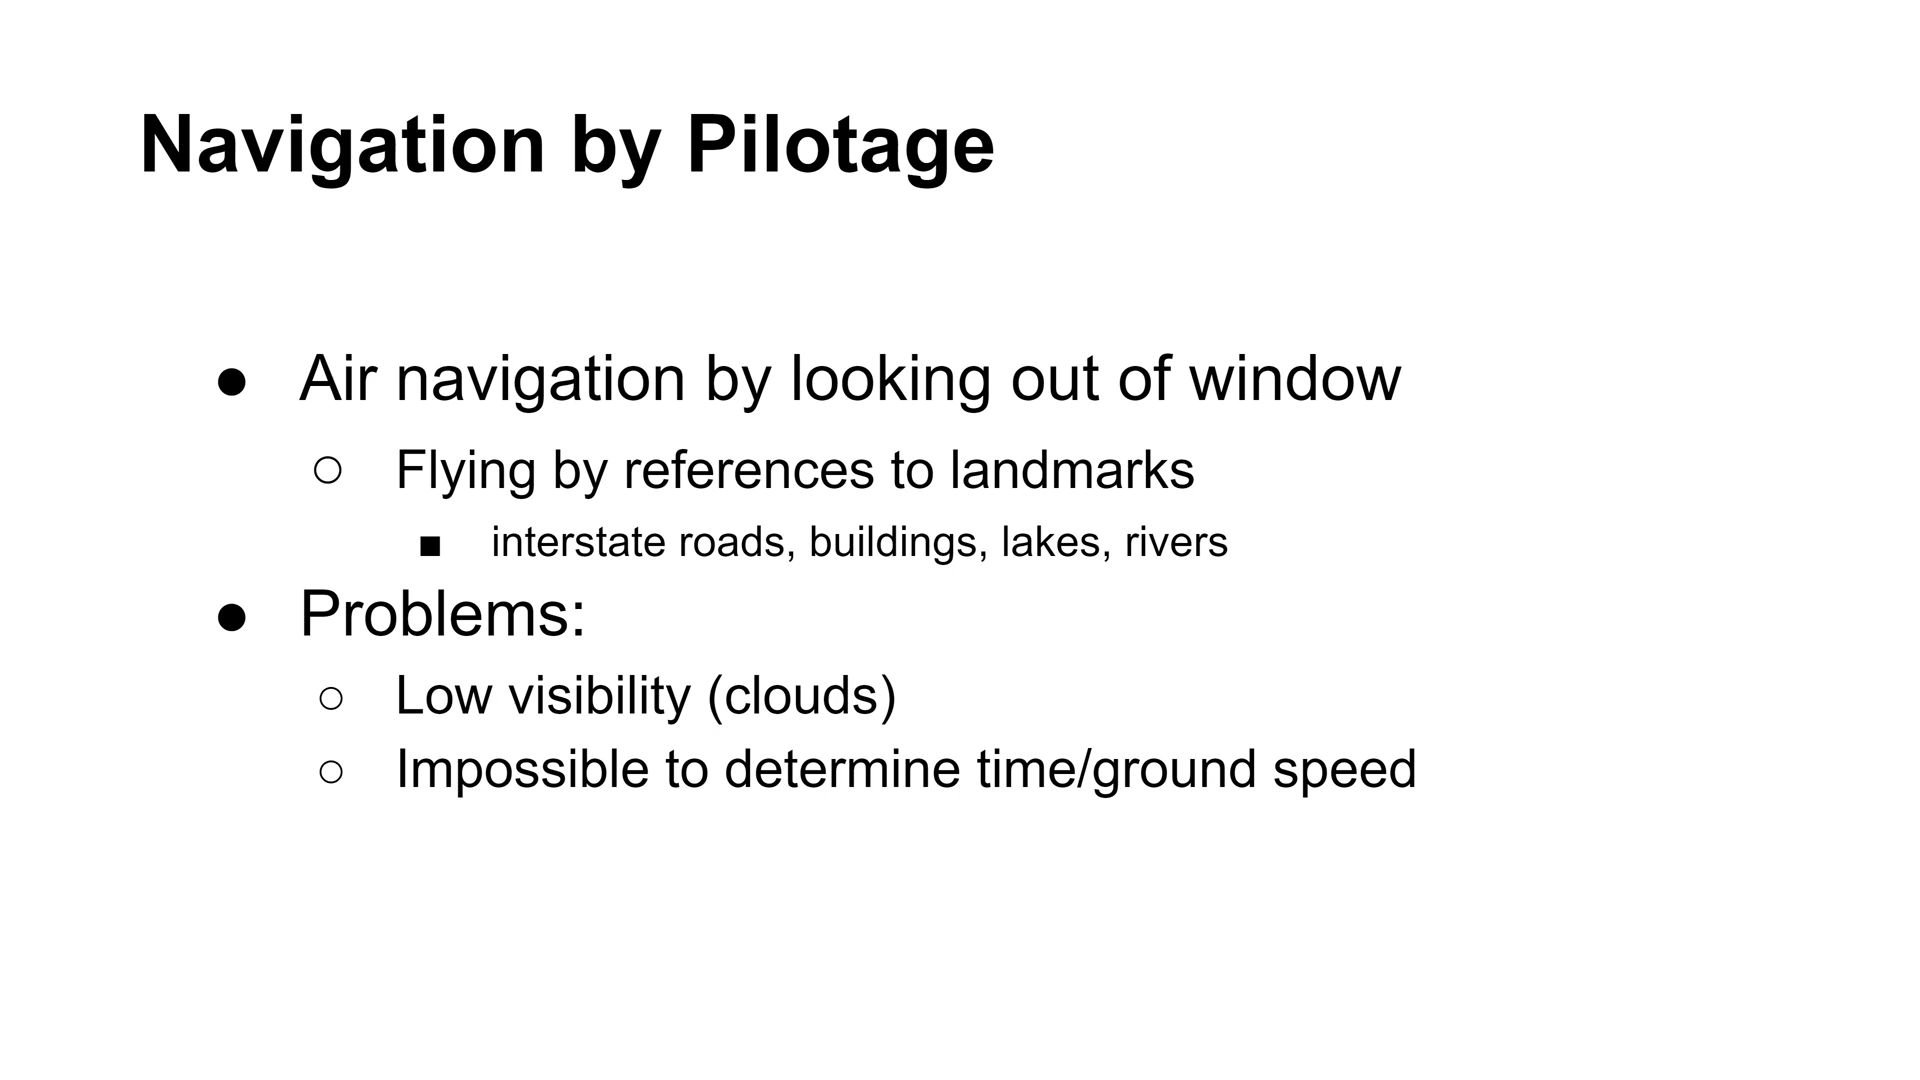 Navigation by Pilotage
● Air navigation by looking out of window
○ Flying by references to landmarks
■ interstate roads, buildings, lakes, rivers
● Problems:
○ Low visibility (clouds)
○ Impossible to determine time/ground speed